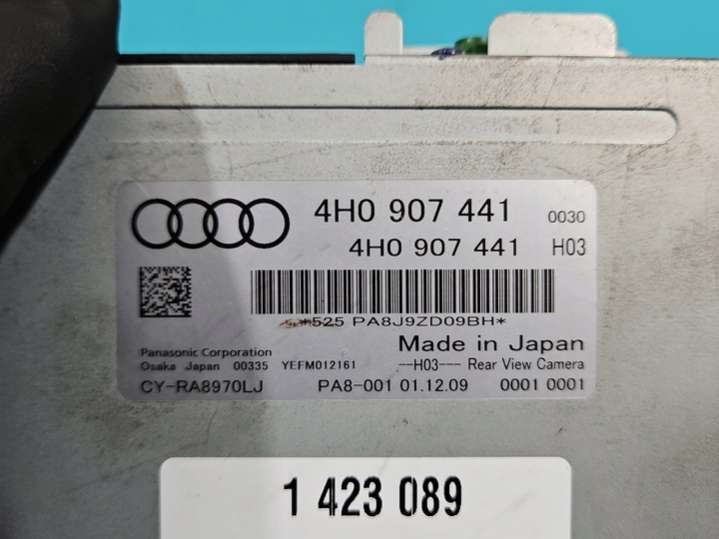 4H0 907 441 0030
4H0 907 441 H03
*525 PA8J9ZD09BH*
Made in Japan
Panasonic Corporation
Osaka Japan 00335 YEFM012161 --H03--- Rear View Camera
CY-RA8970LJ PA8-001 01.12.09 0001 0001
1 423 089